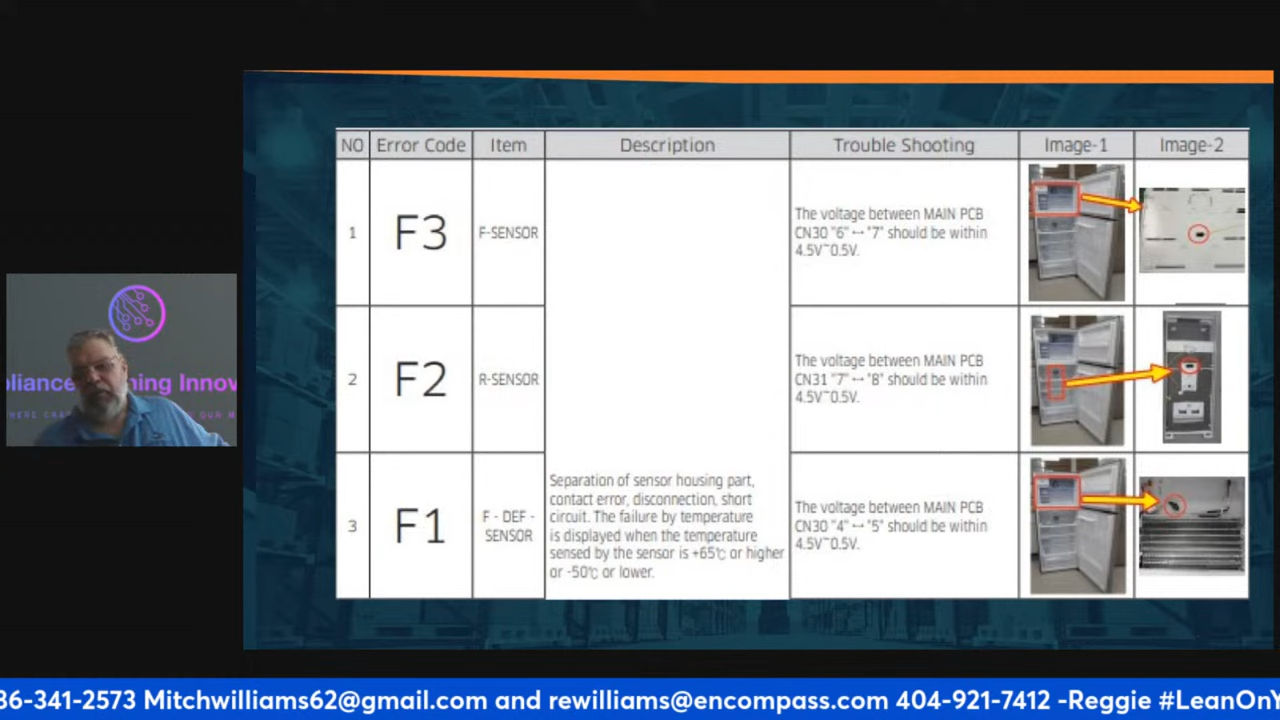 NO Error Code Item Description Trouble Shooting Image-1 Image-2
1 F3 F-SENSOR
The voltage between MAIN PCB
CN30 "6" ↔ "7" should be within
4.5V~0.5V.
2 F2 R-SENSOR
The voltage between MAIN PCB
CN31 "7" ↔ "8" should be within
4.5V~0.5V.
3 F1
F - DEF -
SENSOR
Separation of sensor housing part,
contact error, disconnection, short
circuit. The failure by temperature
is displayed when the temperature
sensed by the sensor is +65℃ or higher
or -50℃ or lower.
The voltage between MAIN PCB
CN30 "4" ↔ "5" should be within
4.5V~0.5V.
pliance ning Innov
36-341-2573 Mitchwilliams62@gmail.com and rewilliams@encompass.com 404-921-7412 -Reggie #LeanOnY